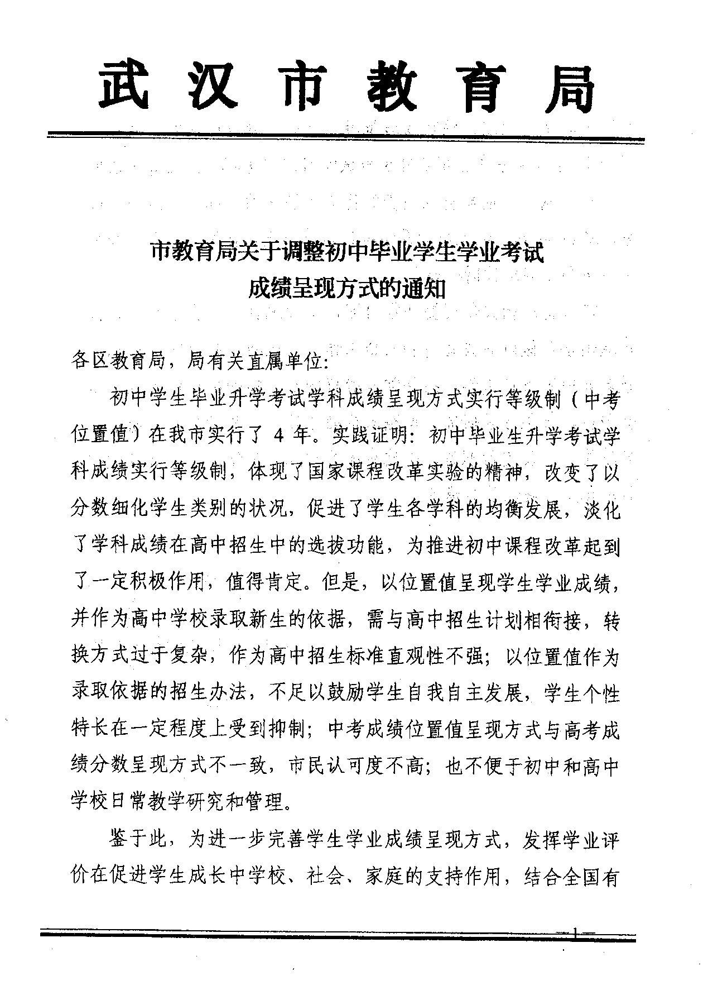 武汉市教育局
市教育局关于调整初中毕业学生学业考试
成绩呈现方式的通知
各区教育局，局有关直属单位：
初中学生毕业升学考试学科成绩呈现方式实行等级制（中考
位置值）在我市实行了 4 年。实践证明：初中毕业生升学考试学
科成绩实行等级制，体现了国家课程改革实验的精神，改变了以
分数细化学生类别的状况，促进了学生各学科的均衡发展，淡化
了学科成绩在高中招生中的选拔功能，为推进初中课程改革起到
了一定积极作用，值得肯定。但是，以位置值呈现学生学业成绩，
并作为高中学校录取新生的依据，需与高中招生计划相衔接，转
换方式过于复杂，作为高中招生标准直观性不强；以位置值作为
录取依据的招生办法，不足以鼓励学生自我自主发展，学生个性
特长在一定程度上受到抑制；中考成绩位置值呈现方式与高考成
绩分数呈现方式不一致，市民认可度不高；也不便于初中和高中
学校日常教学研究和管理。
鉴于此，为进一步完善学生学业成绩呈现方式，发挥学业评
价在促进学生成长中学校、社会、家庭的支持作用，结合全国有
—1—